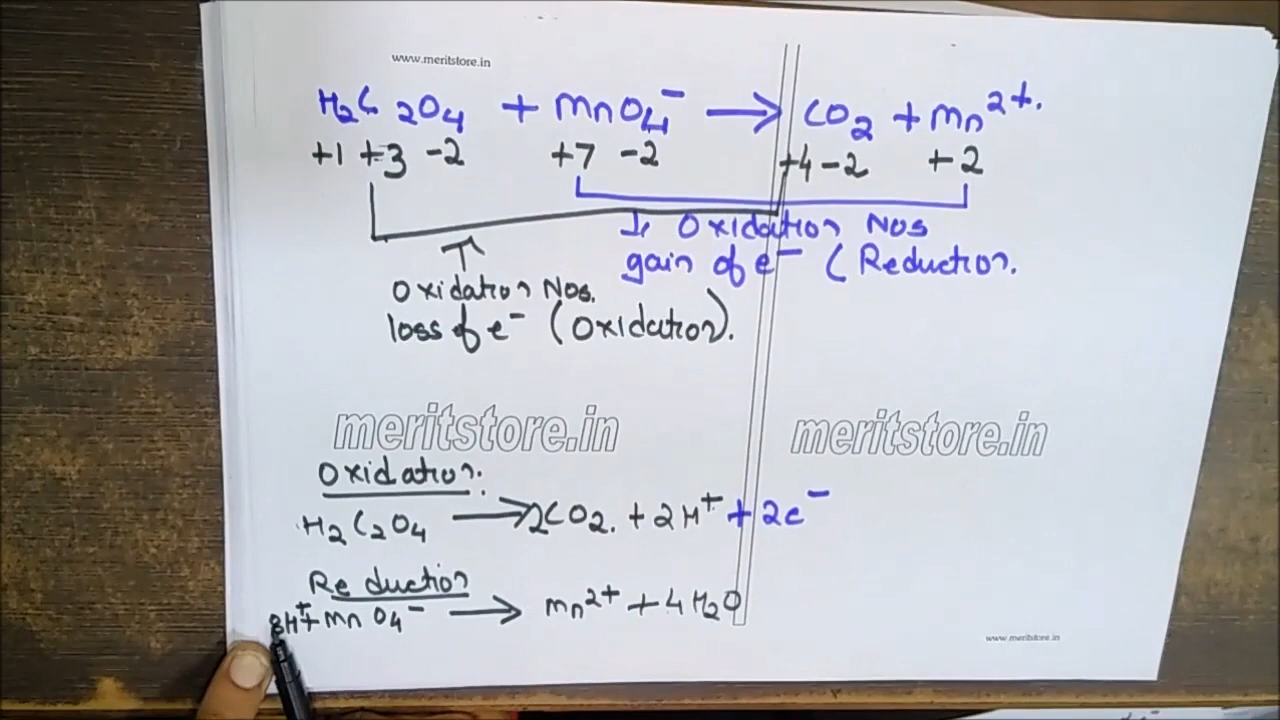 www.meritstore.in
H₂C₂O₄ + MnO₄⁻ → CO₂ + Mn²⁺.
+1 +3 -2 +7 -2 +4 -2 +2
Oxidation Nos
gain of e⁻ (Reduction.
Oxidation Nos.
loss of e⁻ (Oxidation).
meritstore.in meritstore.in
Oxidation.
H₂C₂O₄ → 2CO₂. + 2H⁺ + 2e⁻
Reduction
8H⁺+ MnO₄⁻ → Mn²⁺ + 4H₂O
www.meritstore.in